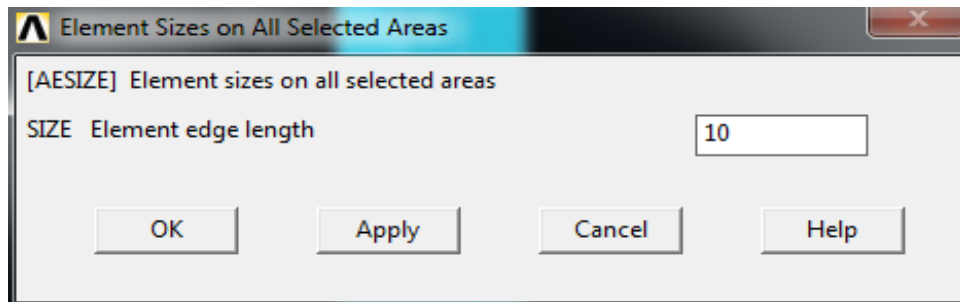 Element Sizes on All Selected Areas
[AESIZE] Element sizes on all selected areas
SIZE Element edge length 10
OK Apply Cancel Help